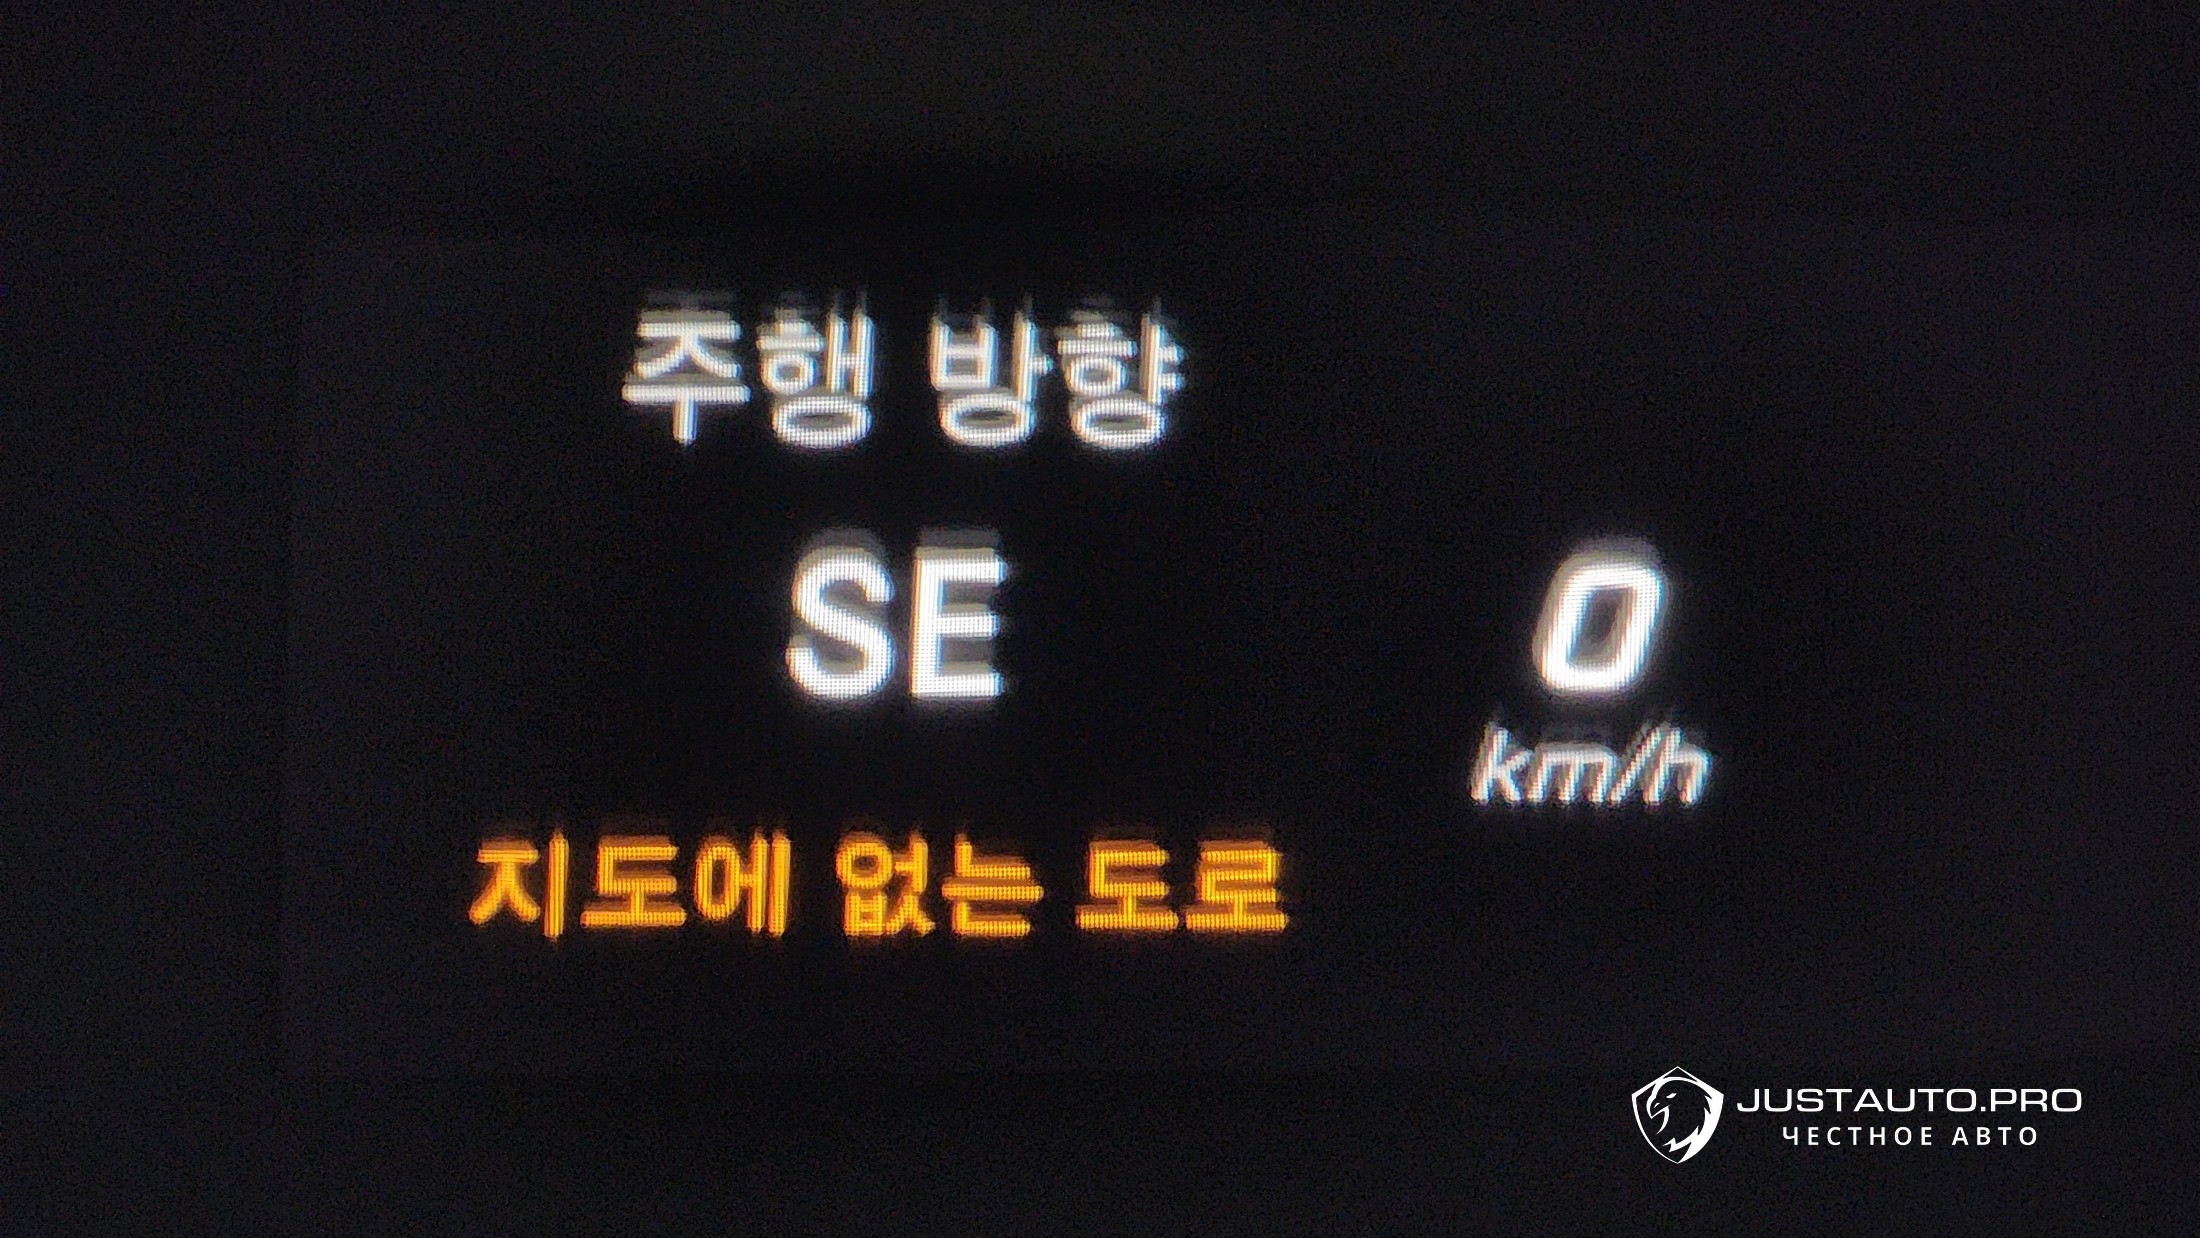 주행 방향
SE
0
km/h
지도에 없는 도로
JUSTAUTO.PRO
ЧЕСТНОЕ АВТО